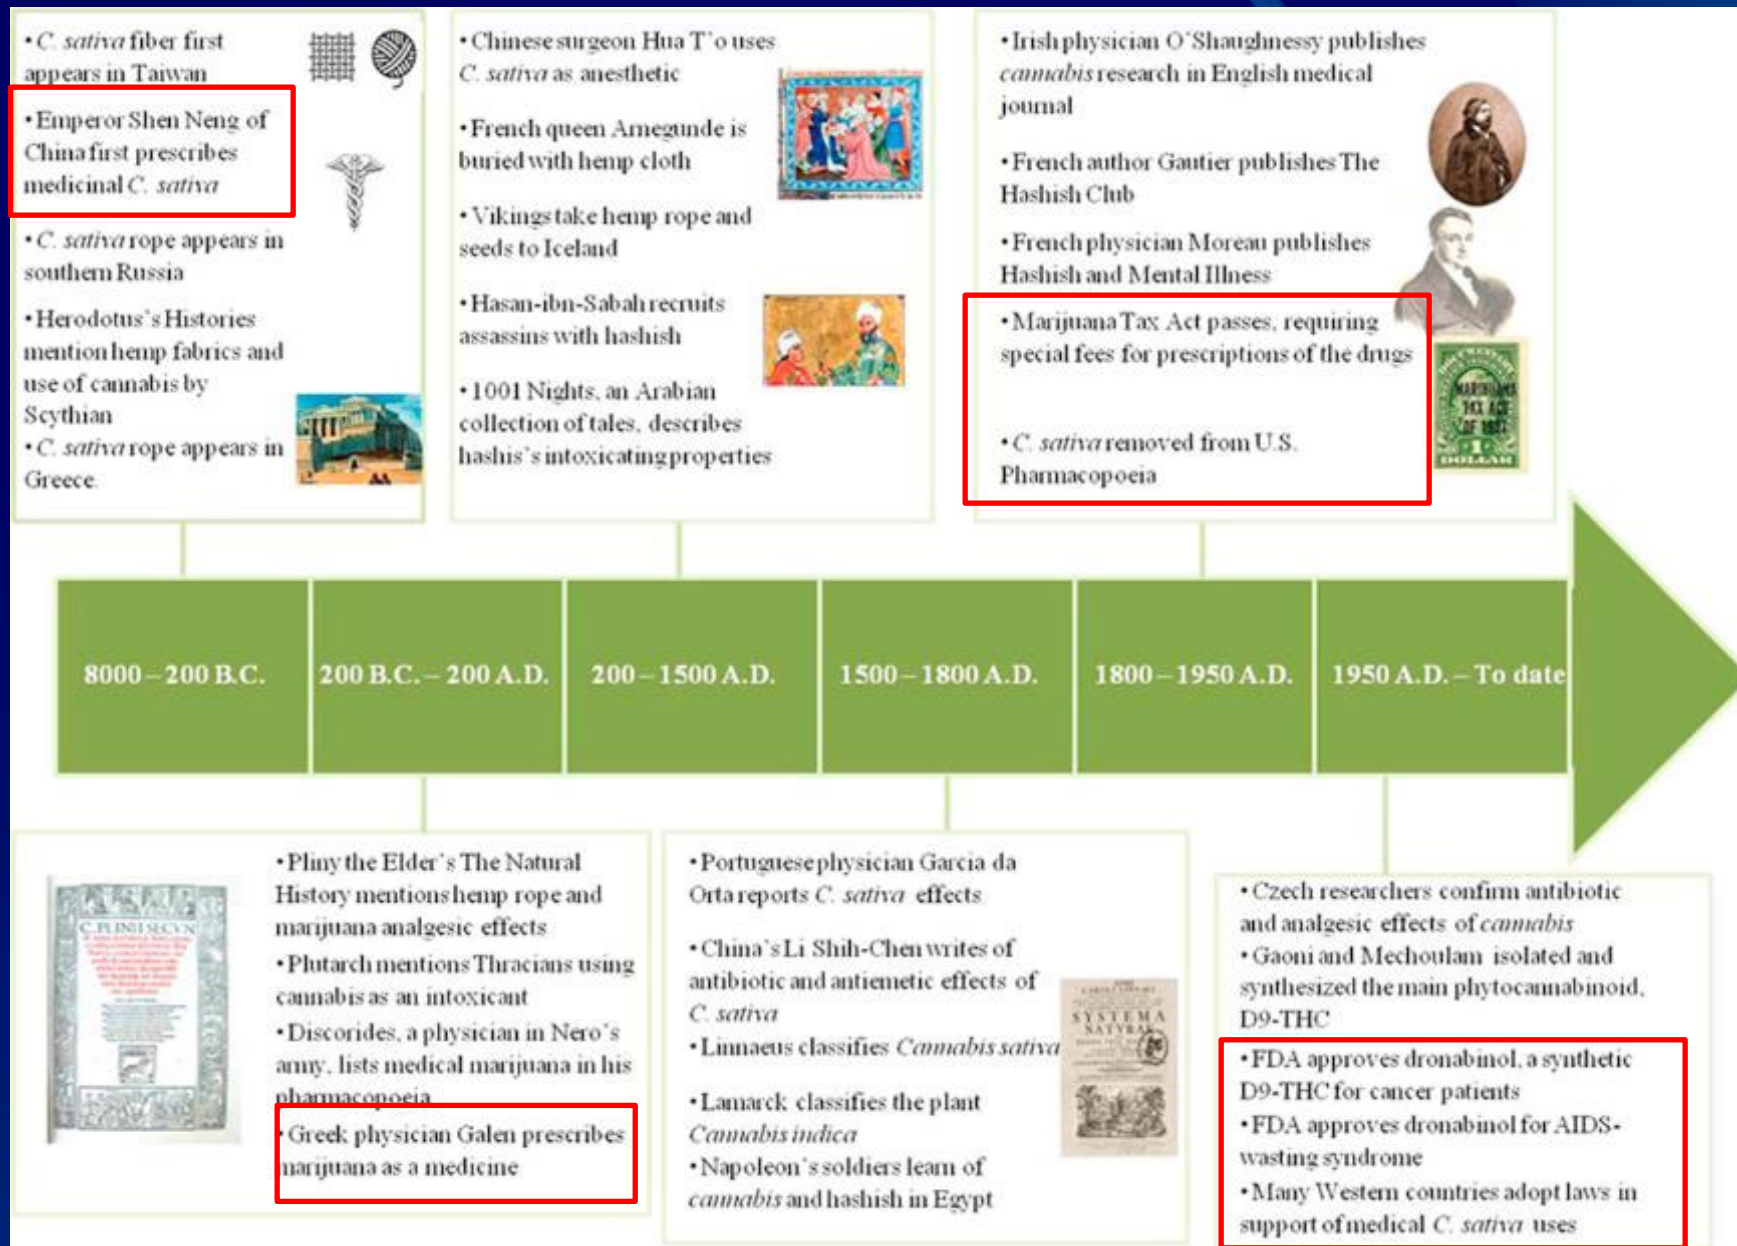 • C. sativa fiber first
appears in Taiwan
• Emperor Shen Neng of
China first prescribes
medicinal C. sativa
• C. sativa rope appears in
southern Russia
• Herodotus's Histories
mention hemp fabrics and
use of cannabis by
Scythian
• C. sativa rope appears in
Greece.
• Chinese surgeon Hua T'o uses
C. sativa as anesthetic
• French queen Arnegunde is
buried with hemp cloth
• Vikings take hemp rope and
seeds to Iceland
• Hasan-ibn-Sabah recruits
assassins with hashish
• 1001 Nights, an Arabian
collection of tales, describes
hashis's intoxicating properties
• Irish physician O'Shaughnessy publishes
cannabis research in English medical
journal
• French author Gautier publishes The
Hashish Club
• French physician Moreau publishes
Hashish and Mental Illness
• Marijuana Tax Act passes, requiring
special fees for prescriptions of the drugs
• C. sativa removed from U.S.
Pharmacopoeia
MARIHUANA
TAX ACT
OF 1937
1
DOLLAR
8000 – 200 B.C.
200 B.C. – 200 A.D.
200 – 1500 A.D.
1500 – 1800 A.D.
1800 – 1950 A.D.
1950 A.D. – To date
C. PLINII SECVN
• Pliny the Elder's The Natural
History mentions hemp rope and
marijuana analgesic effects
• Plutarch mentions Thracians using
cannabis as an intoxicant
• Discorides, a physician in Nero's
army, lists medical marijuana in his
pharmacopoeia
• Greek physician Galen prescribes
marijuana as a medicine
• Portuguese physician Garcia da
Orta reports C. sativa effects
• China's Li Shih-Chen writes of
antibiotic and antiemetic effects of
C. sativa
• Linnaeus classifies Cannabis sativa
• Lamarck classifies the plant
Cannabis indica
• Napoleon's soldiers learn of
cannabis and hashish in Egypt
SYSTEMA
NATURAE
• Czech researchers confirm antibiotic
and analgesic effects of cannabis
• Gaoni and Mechoulam isolated and
synthesized the main phytocannabinoid,
D9-THC
• FDA approves dronabinol, a synthetic
D9-THC for cancer patients
• FDA approves dronabinol for AIDS-
wasting syndrome
• Many Western countries adopt laws in
support of medical C. sativa uses